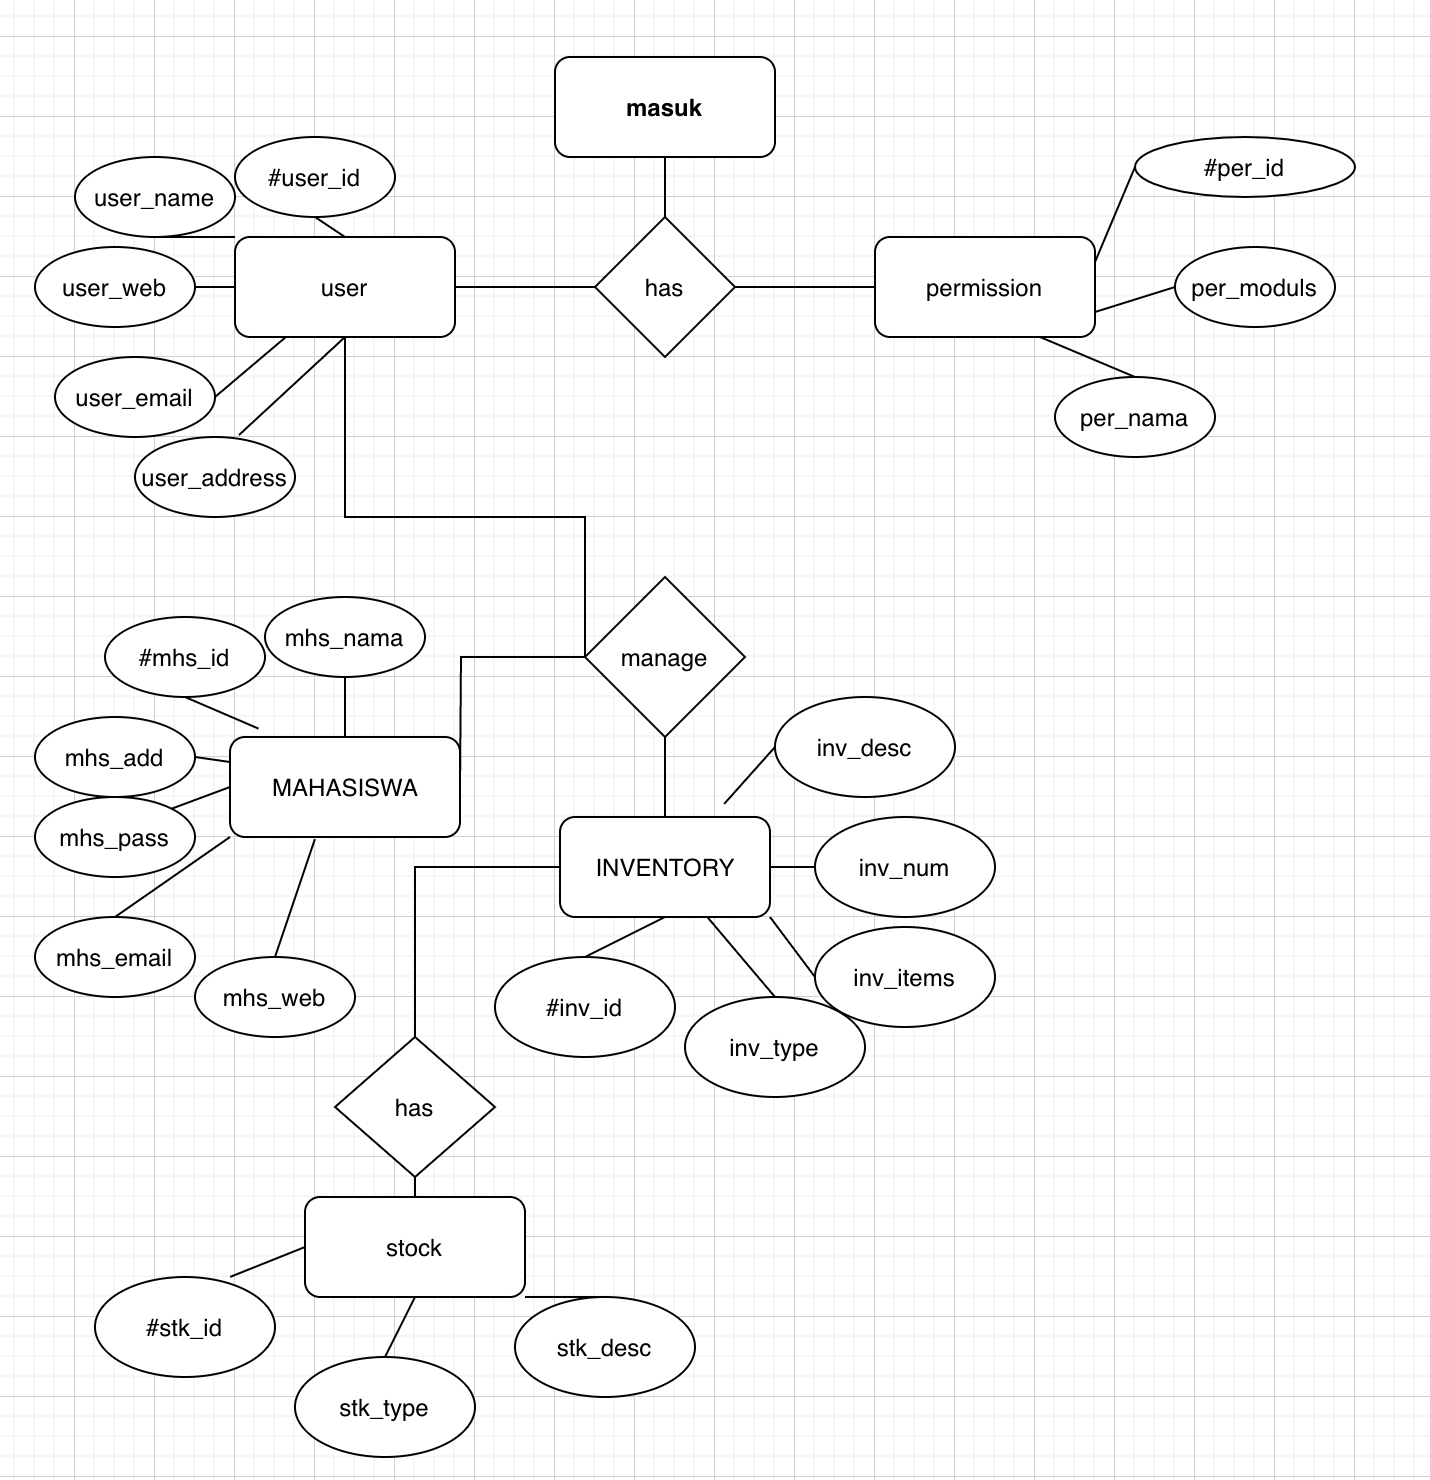 masuk
#user_id
user_name
#per_id
user_web
user
has
permission
per_moduls
user_email
per_nama
user_address
mhs_nama
#mhs_id
manage
inv_desc
mhs_add
MAHASISWA
mhs_pass
INVENTORY
inv_num
mhs_email
inv_items
mhs_web
#inv_id
inv_type
has
stock
#stk_id
stk_desc
stk_type